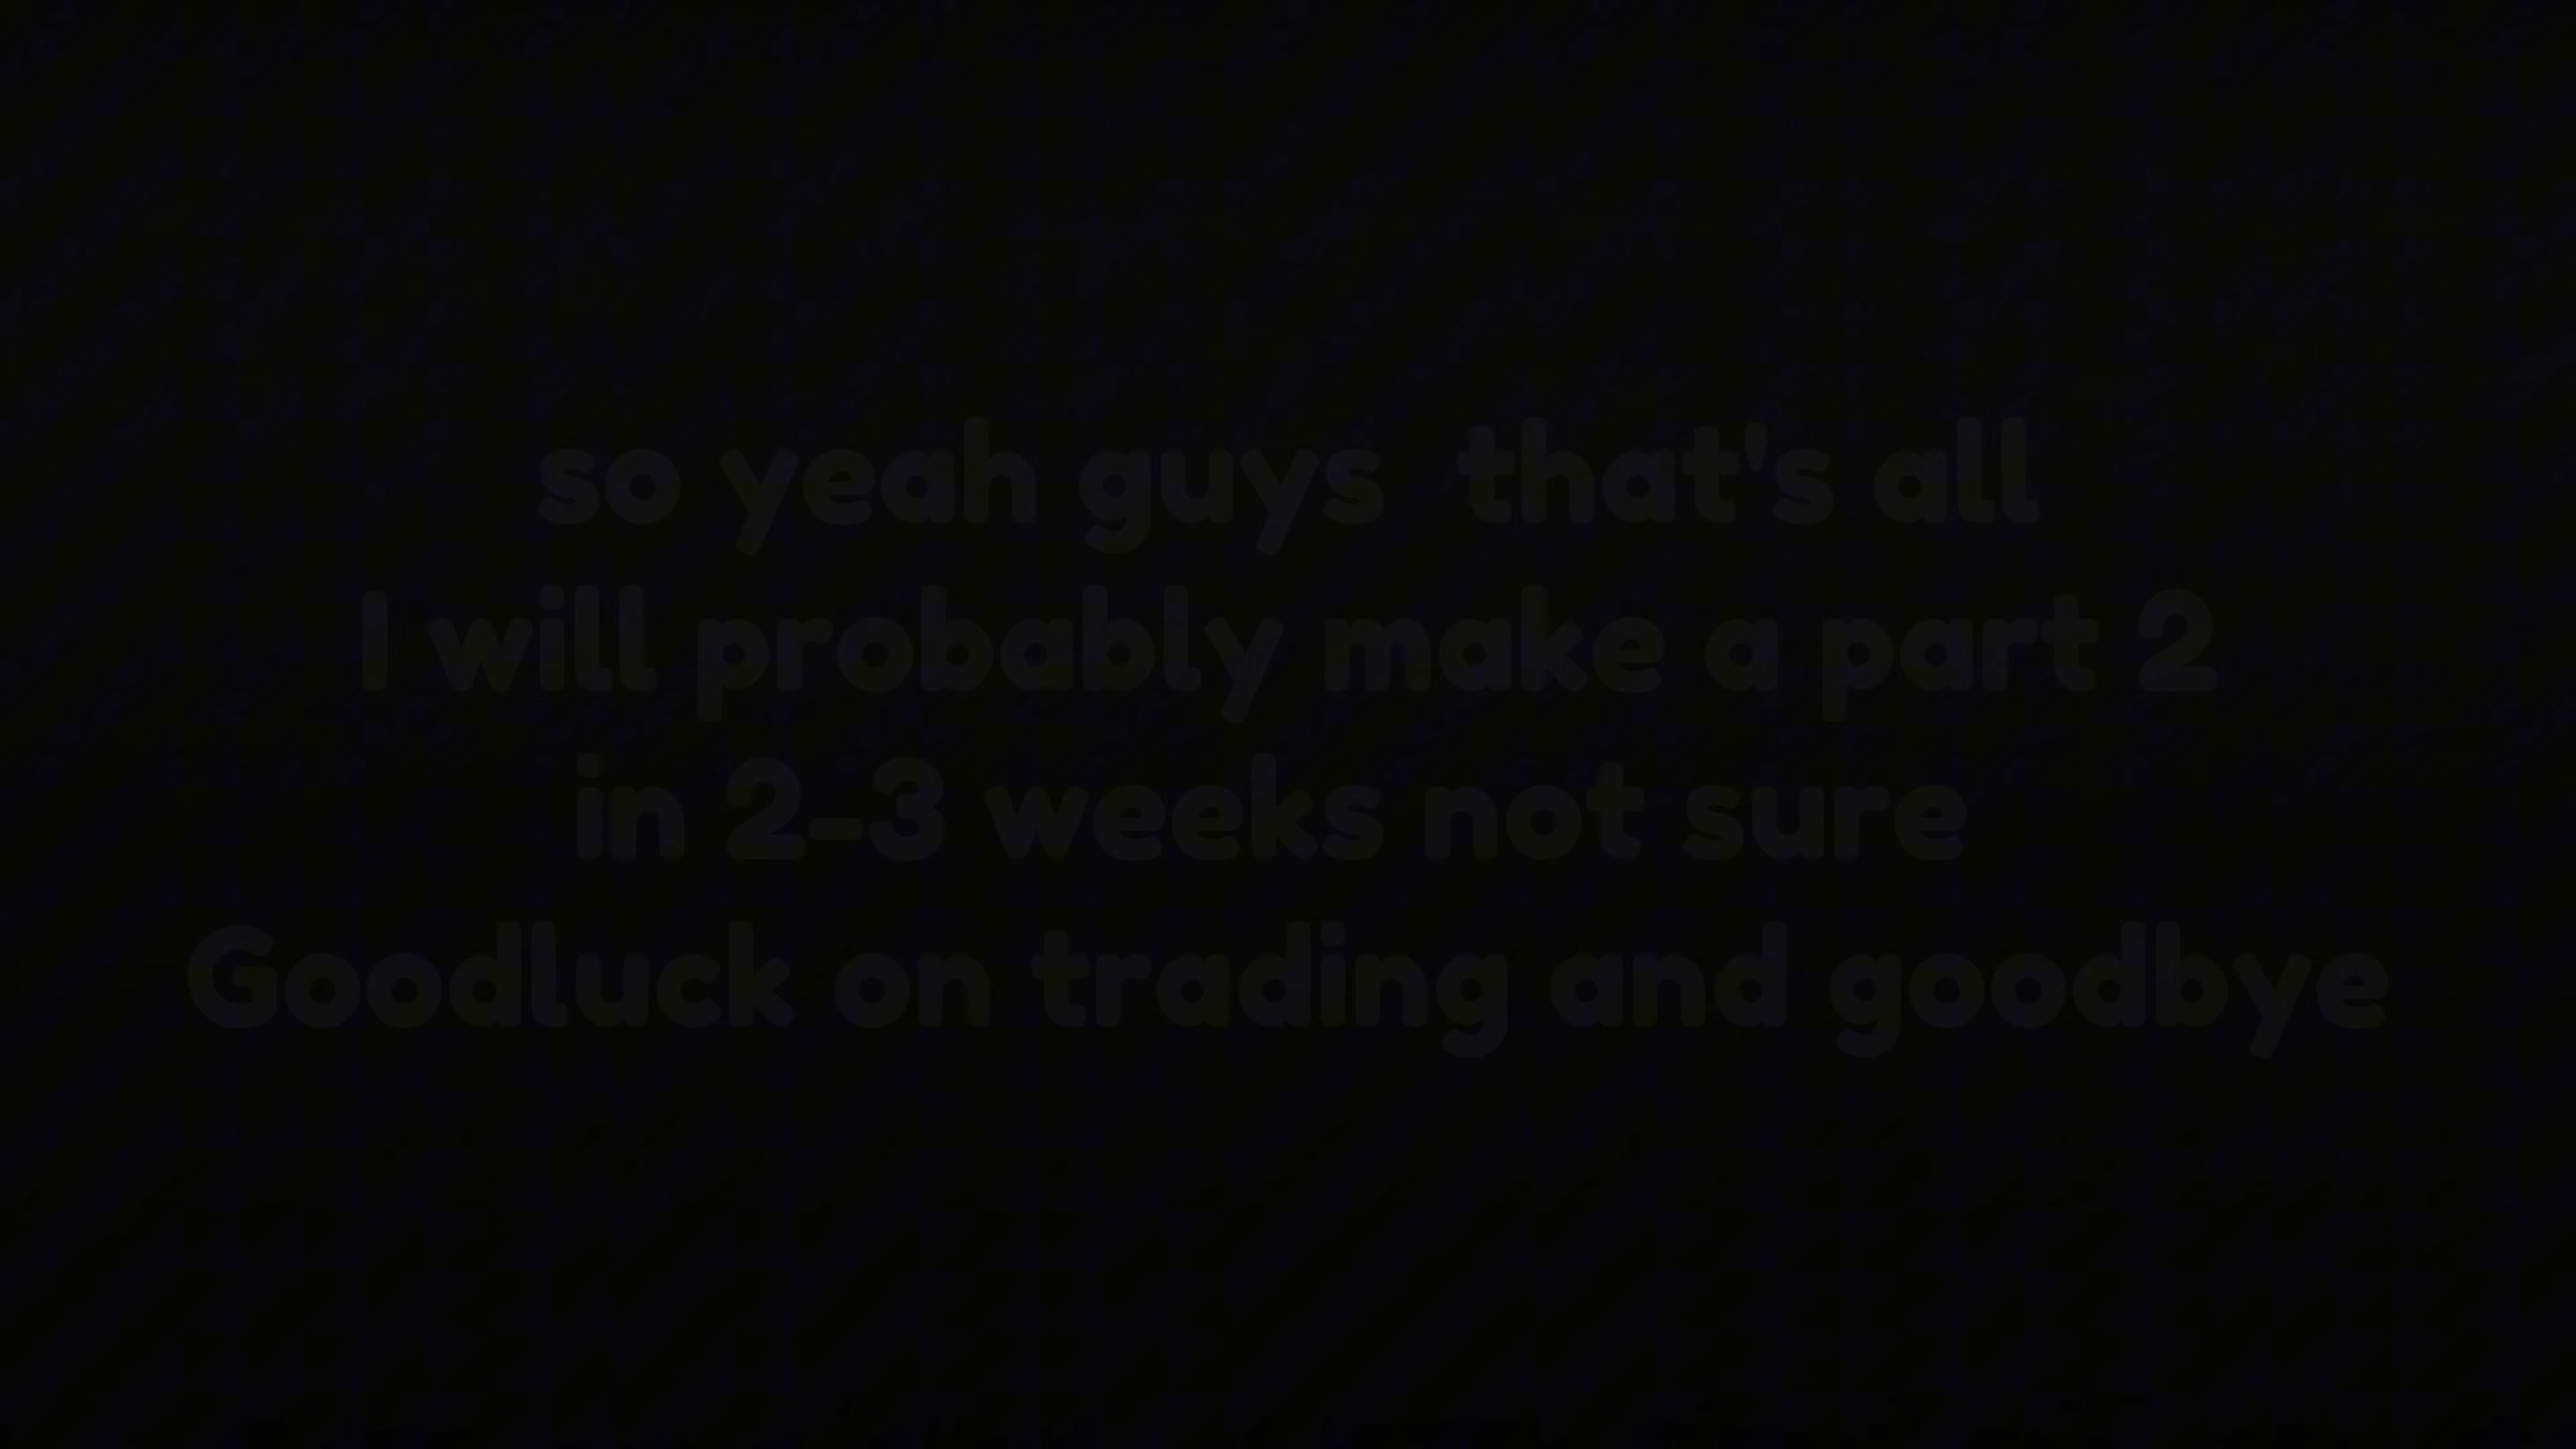 so yeah guys  that's all
I will probably make a part 2
in 2-3 weeks not sure
Goodluck on trading and goodbye